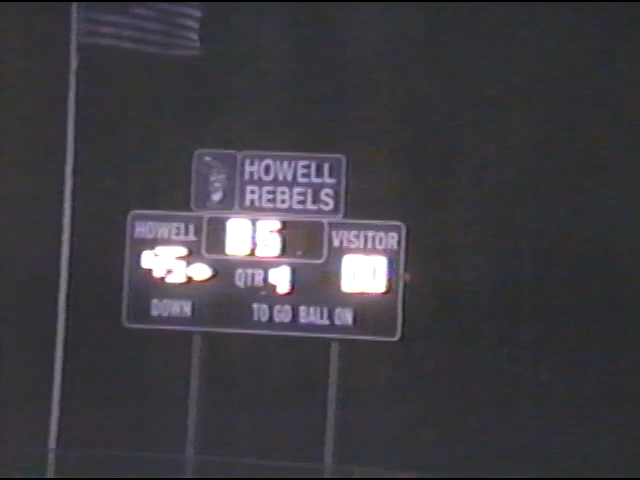 HOWELL
REBELS
HOWELL VISITOR
QTR
DOWN TO GO BALL ON